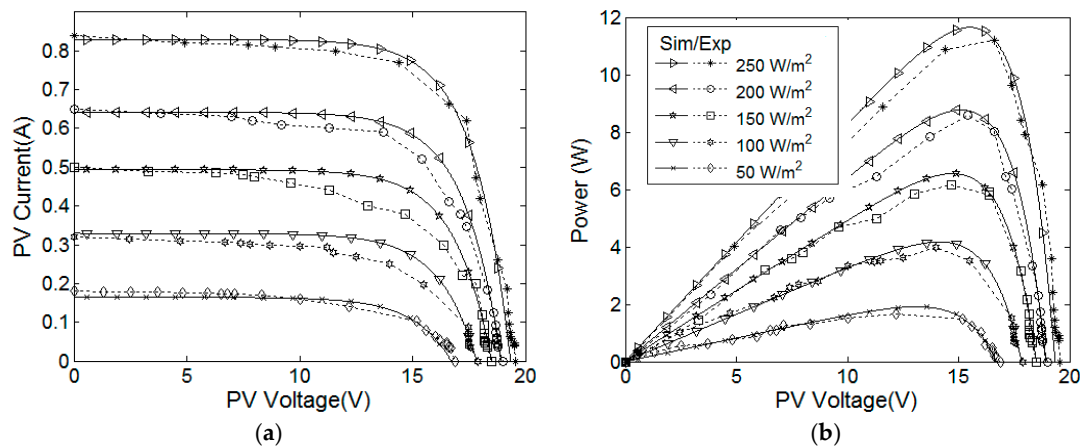 0.8
0.7
0.6
0.5
0.4
0.3
0.2
0.1
0
0
5
10
15
20
PV Current(A)
PV Voltage(V)
(a)
12
10
8
6
4
2
0
0
5
10
15
20
Power (W)
PV Voltage(V)
Sim/Exp
250 W/m²
200 W/m²
150 W/m²
100 W/m²
50 W/m²
(b)